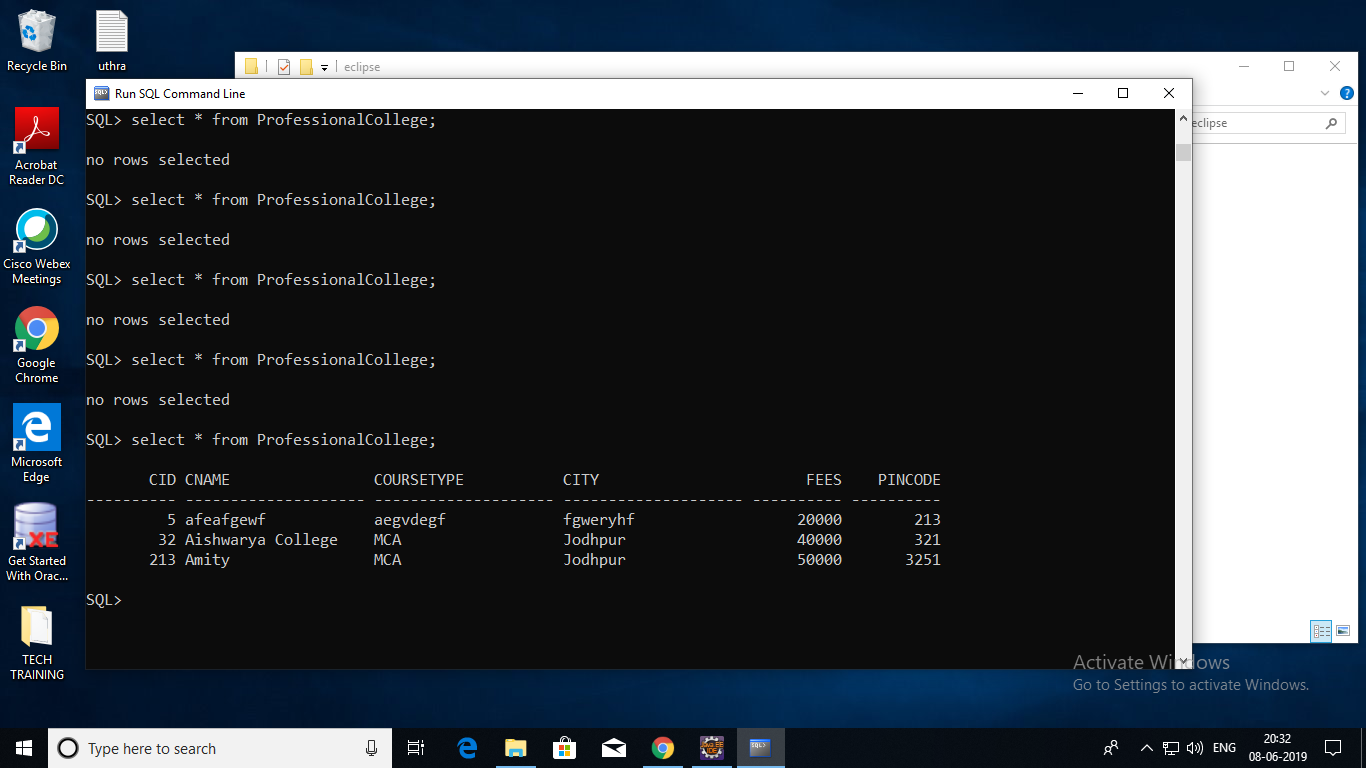 Recycle Bin
uthra
eclipse
Run SQL Command Line
eclipse
SQL> select * from ProfessionalCollege;
no rows selected
SQL> select * from ProfessionalCollege;
no rows selected
SQL> select * from ProfessionalCollege;
no rows selected
SQL> select * from ProfessionalCollege;
no rows selected
SQL> select * from ProfessionalCollege;
CID CNAME COURSETYPE CITY FEES PINCODE
---------- -------------------- -------------------- -------------------- ---------- ----------
5 afeafgewf aegvdegf fgweryhf 20000 213
32 Aishwarya College MCA Jodhpur 40000 321
213 Amity MCA Jodhpur 50000 3251
SQL>
Acrobat
Reader DC
Cisco Webex
Meetings
Google
Chrome
Microsoft
Edge
XE
Get Started
With Orac...
TECH
TRAINING
Activate Windows
Go to Settings to activate Windows.
Type here to search
Java EE
IDE
SQL>
ENG
20:32
08-06-2019